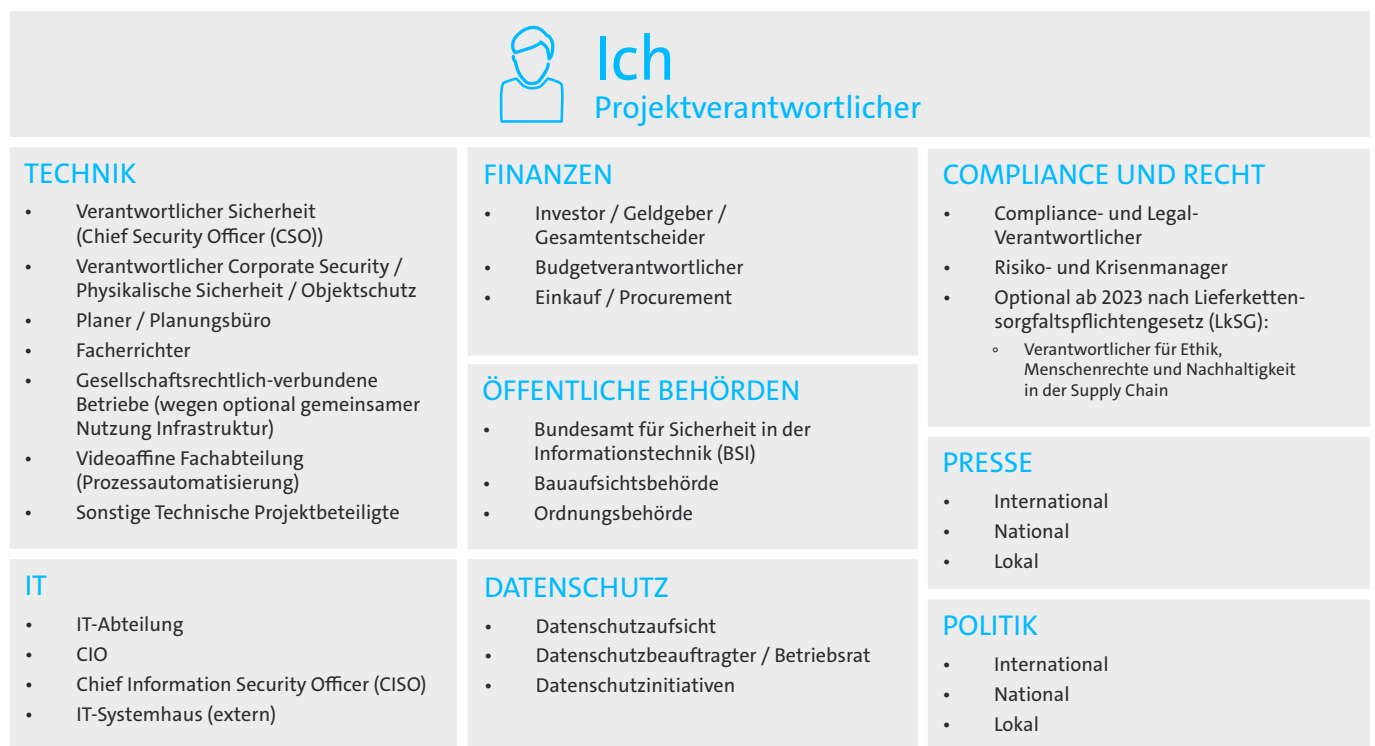 Ich
Projektverantwortlicher
TECHNIK
• Verantwortlicher Sicherheit
(Chief Security Officer (CSO))
• Verantwortlicher Corporate Security /
Physikalische Sicherheit / Objektschutz
• Planer / Planungsbüro
• Facherrichter
• Gesellschaftsrechtlich-verbundene
Betriebe (wegen optional gemeinsamer
Nutzung Infrastruktur)
• Videoaffine Fachabteilung
(Prozessautomatisierung)
• Sonstige Technische Projektbeteiligte
IT
• IT-Abteilung
• CIO
• Chief Information Security Officer (CISO)
• IT-Systemhaus (extern)
FINANZEN
• Investor / Geldgeber /
Gesamtentscheider
• Budgetverantwortlicher
• Einkauf / Procurement
ÖFFENTLICHE BEHÖRDEN
• Bundesamt für Sicherheit in der
Informationstechnik (BSI)
• Bauaufsichtsbehörde
• Ordnungsbehörde
DATENSCHUTZ
• Datenschutzaufsicht
• Datenschutzbeauftragter / Betriebsrat
• Datenschutzinitiativen
COMPLIANCE UND RECHT
• Compliance- und Legal-
Verantwortlicher
• Risiko- und Krisenmanager
• Optional ab 2023 nach Lieferketten-
sorgfaltspflichtengesetz (LkSG):
° Verantwortlicher für Ethik,
Menschenrechte und Nachhaltigkeit
in der Supply Chain
PRESSE
• International
• National
• Lokal
POLITIK
• International
• National
• Lokal